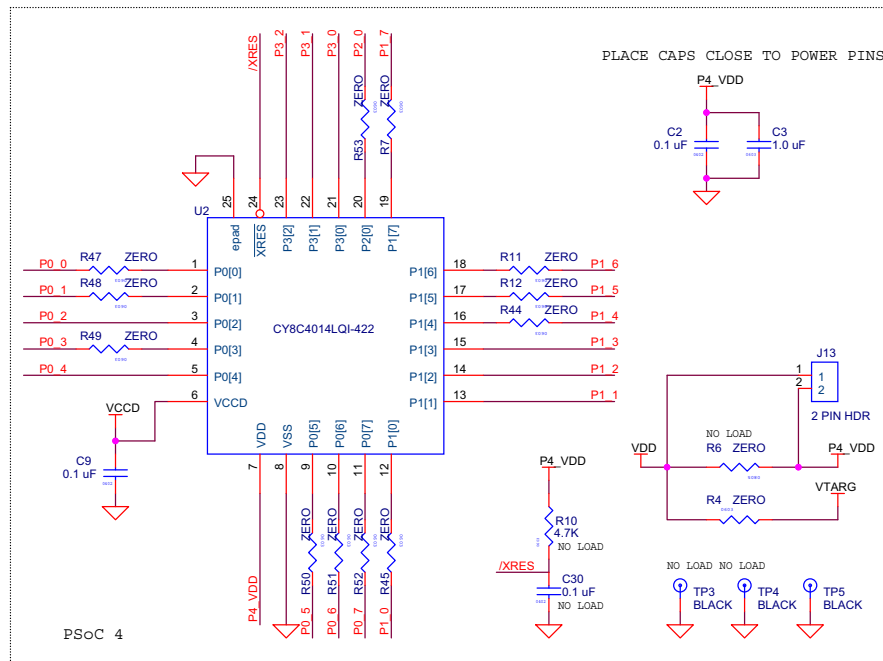 /XRES
P3_2
P3_1
P3_0
P2_0
P1_7
ZERO
ZERO
R53
R7
PLACE CAPS CLOSE TO POWER PINS
P4_VDD
C2
0.1 uF
C3
1.0 uF
25
24
23
22
21
20
19
U2
epad
XRES
P3[2]
P3[1]
P3[0]
P2[0]
P1[7]
P0_0 R47 ZERO 1 P0[0]
P0_1 R48 ZERO 2 P0[1]
P0_2 3 P0[2]
P0_3 R49 ZERO 4 P0[3]
P0_4 5 P0[4]
6 VCCD
CY8C4014LQI-422
P1[6] 18 R11 ZERO P1_6
P1[5] 17 R12 ZERO P1_5
P1[4] 16 R44 ZERO P1_4
P1[3] 15 P1_3
P1[2] 14 P1_2
P1[1] 13 P1_1
VCCD
C9
0.1 uF
VDD
VSS
P0[5]
P0[6]
P0[7]
P1[0]
7
8
9
10
11
12
ZERO
ZERO
ZERO
ZERO
R50
R51
R52
R45
P4_VDD
P0_5
P0_6
P0_7
P1_0
P4_VDD
R10
4.7K
NO LOAD
/XRES
C30
0.1 uF
NO LOAD
J13
1 1
2 2
2 PIN HDR
NO LOAD
VDD R6 ZERO P4_VDD
R4 ZERO VTARG
NO LOAD NO LOAD
TP3
BLACK
TP4
BLACK
TP5
BLACK
PSoC 4